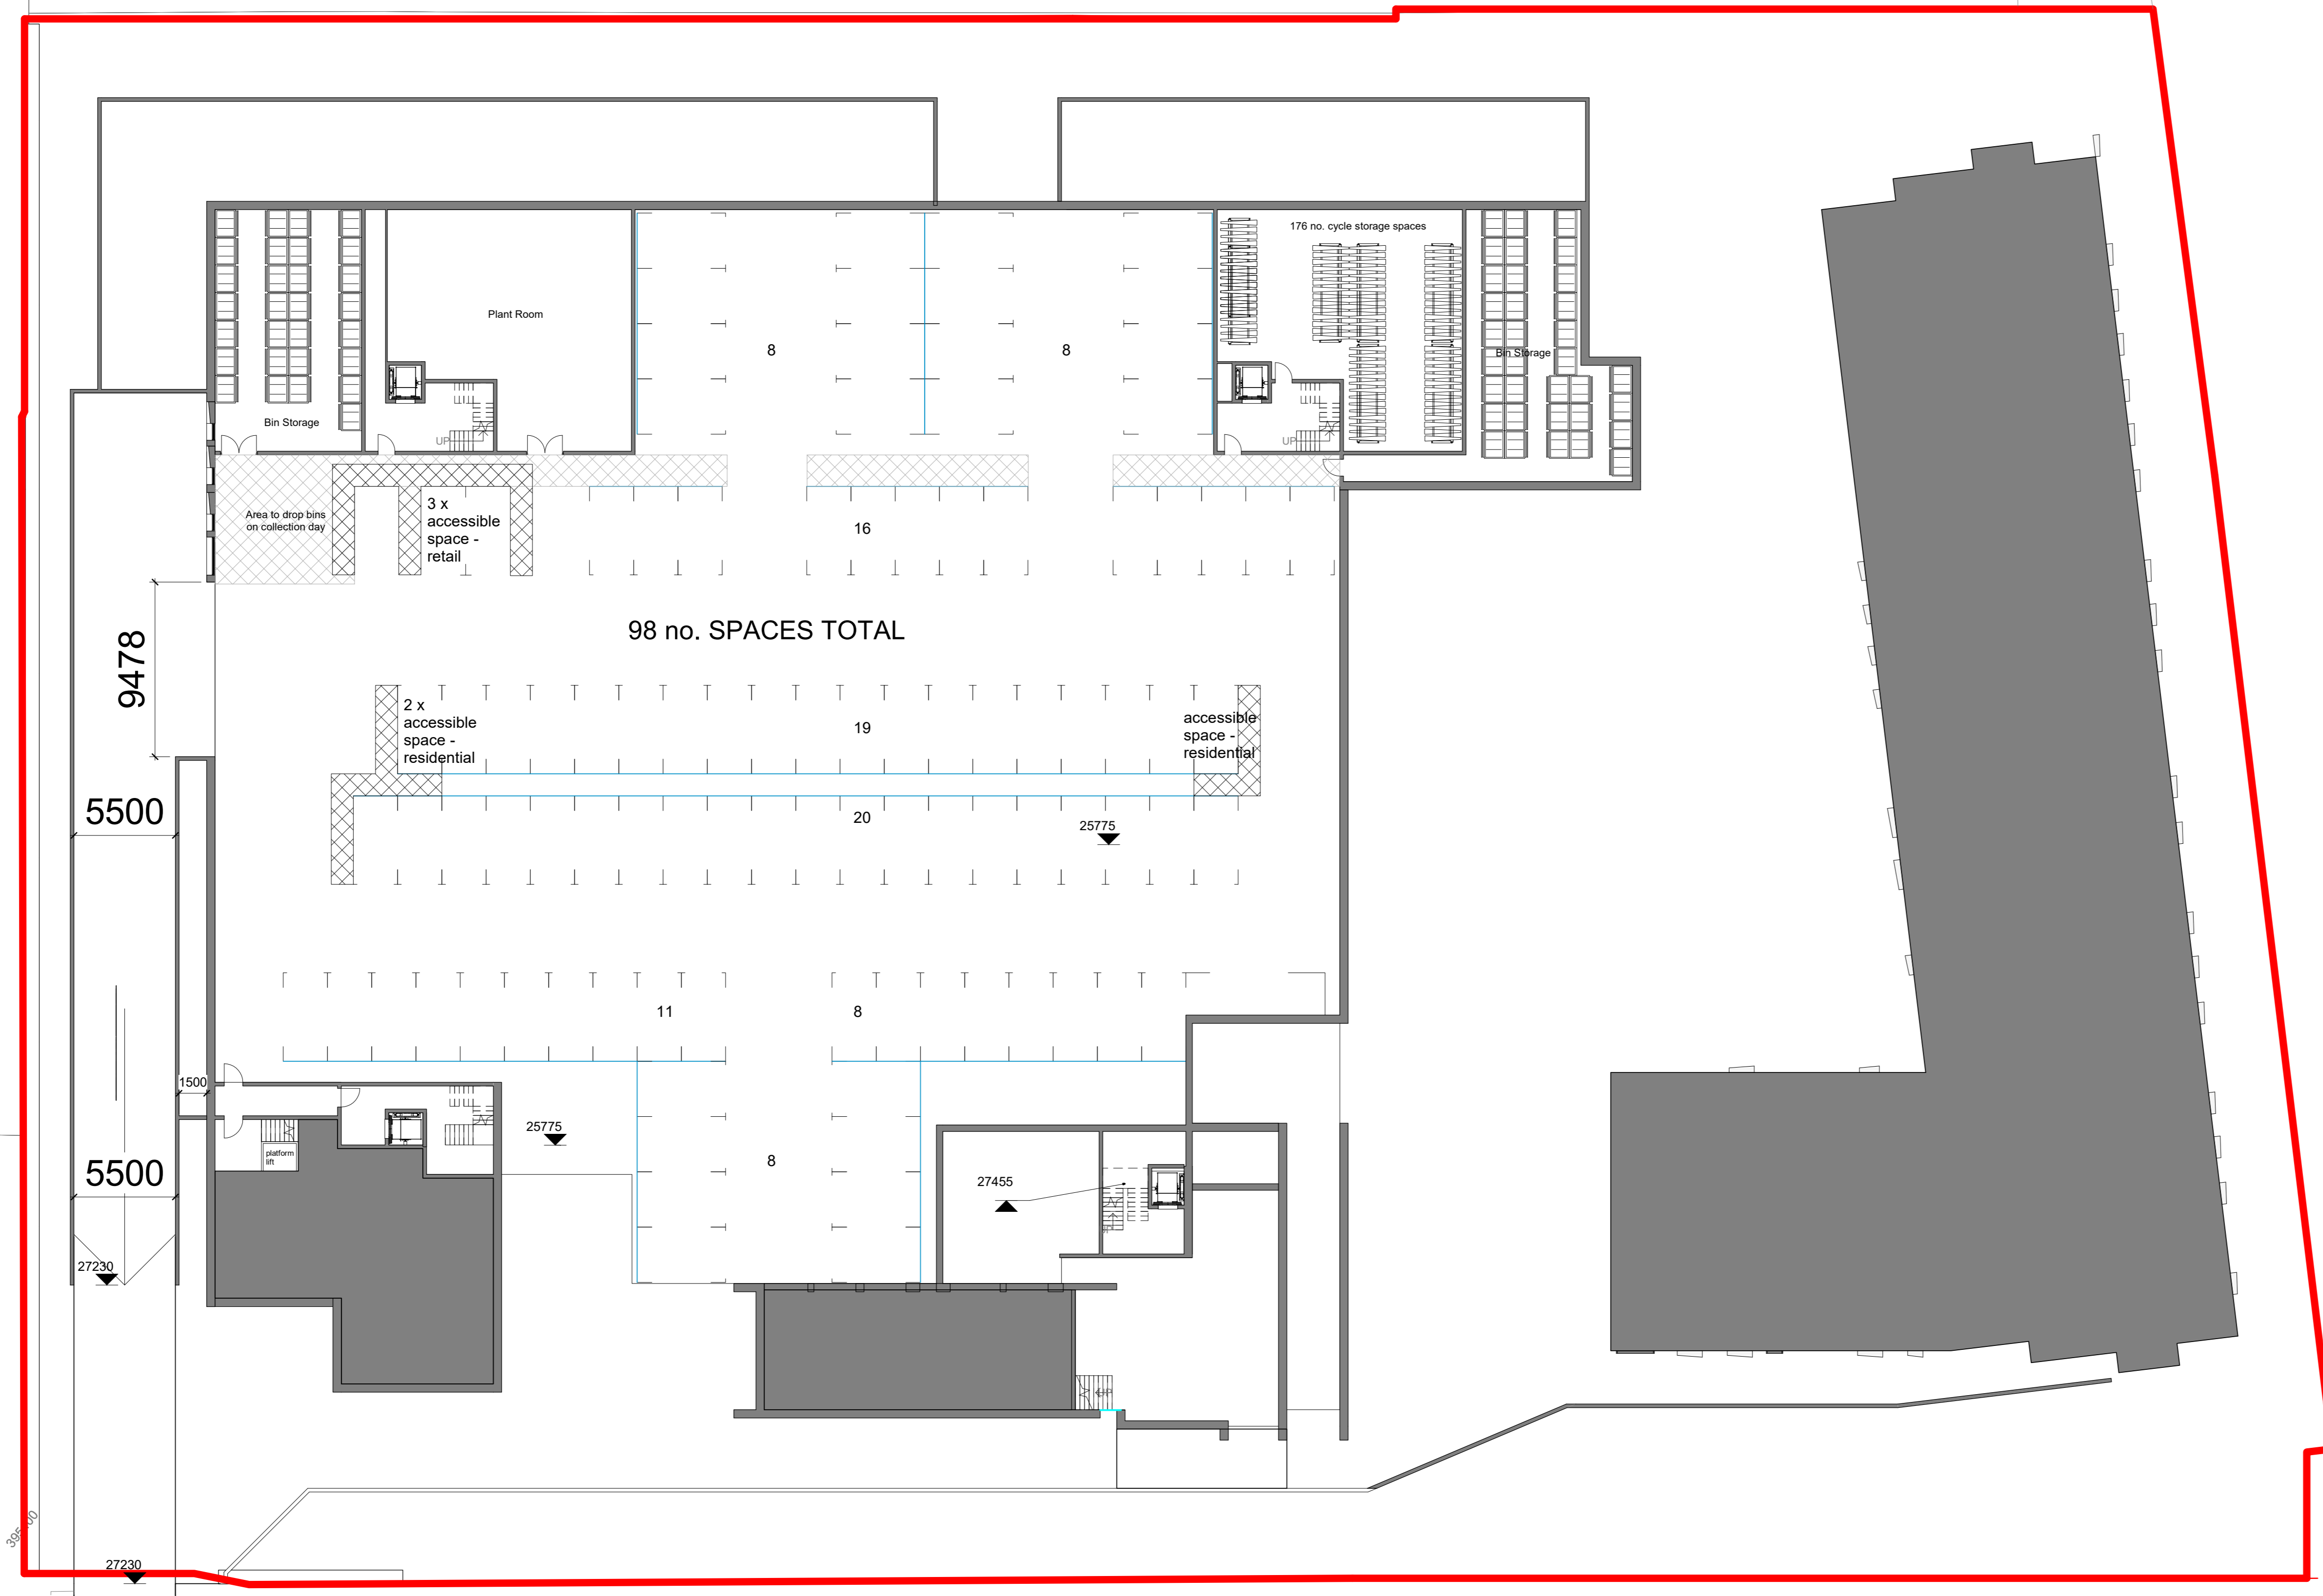 176 no. cycle storage spaces
Plant Room
8
8
Bin Storage
Bin Storage
UP
UP
3 x
accessible
space -
retail
Area to drop bins
on collection day
16
98 no. SPACES TOTAL
9478
2 x
accessible
space -
residential
19
accessible
space -
residential
5500
20
25775
11
8
1500
25775
platform
lift
5500
8
27455
27230
UP
27230